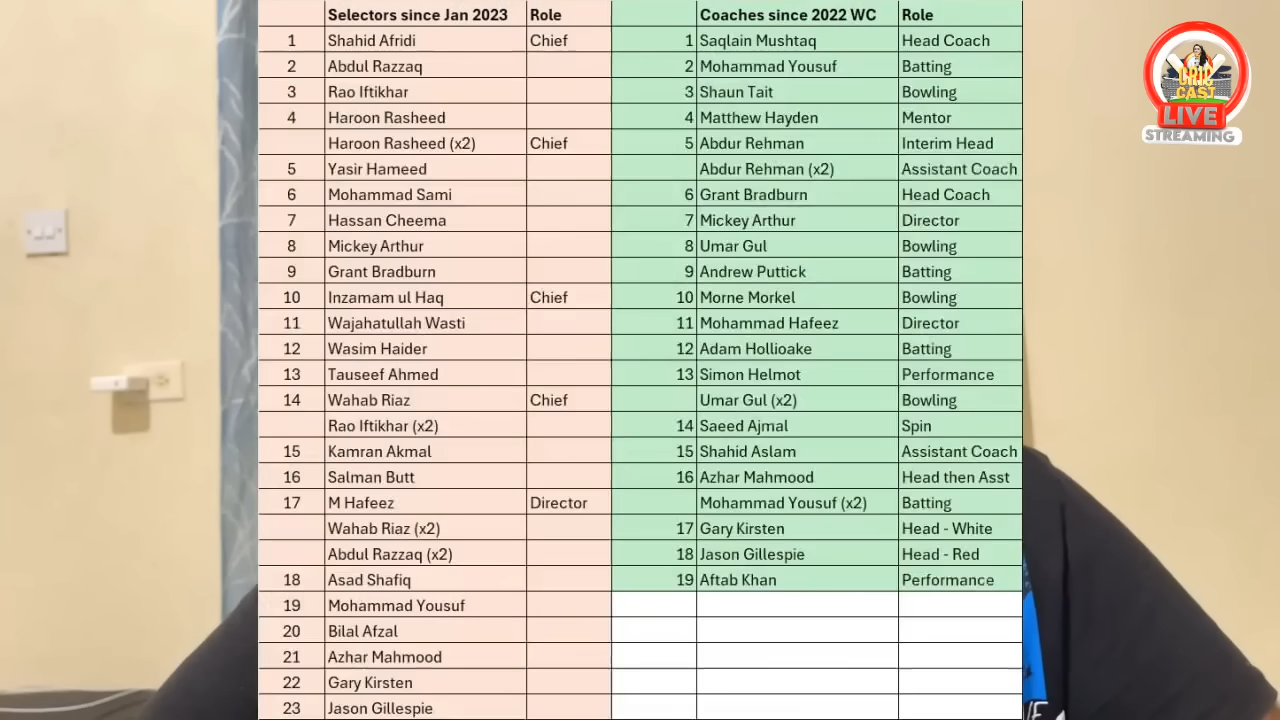 Selectors since Jan 2023 Role Coaches since 2022 WC Role
1 Shahid Afridi Chief 1 Saqlain Mushtaq Head Coach
2 Abdul Razzaq 2 Mohammad Yousuf Batting
3 Rao Iftikhar 3 Shaun Tait Bowling
4 Haroon Rasheed 4 Matthew Hayden Mentor
Haroon Rasheed (x2) Chief 5 Abdur Rehman Interim Head
5 Yasir Hameed Abdur Rehman (x2) Assistant Coach
6 Mohammad Sami 6 Grant Bradburn Head Coach
7 Hassan Cheema 7 Mickey Arthur Director
8 Mickey Arthur 8 Umar Gul Bowling
9 Grant Bradburn 9 Andrew Puttick Batting
10 Inzamam ul Haq Chief 10 Morne Morkel Bowling
11 Wajahatullah Wasti 11 Mohammad Hafeez Director
12 Wasim Haider 12 Adam Hollioake Batting
13 Tauseef Ahmed 13 Simon Helmot Performance
14 Wahab Riaz Chief Umar Gul (x2) Bowling
Rao Iftikhar (x2) 14 Saeed Ajmal Spin
15 Kamran Akmal 15 Shahid Aslam Assistant Coach
16 Salman Butt 16 Azhar Mahmood Head then Asst
17 M Hafeez Director Mohammad Yousuf (x2) Batting
Wahab Riaz (x2) 17 Gary Kirsten Head - White
Abdul Razzaq (x2) 18 Jason Gillespie Head - Red
18 Asad Shafiq 19 Aftab Khan Performance
19 Mohammad Yousuf
20 Bilal Afzal
21 Azhar Mahmood
22 Gary Kirsten
23 Jason Gillespie
CRIC
CAST
LIVE
STREAMING